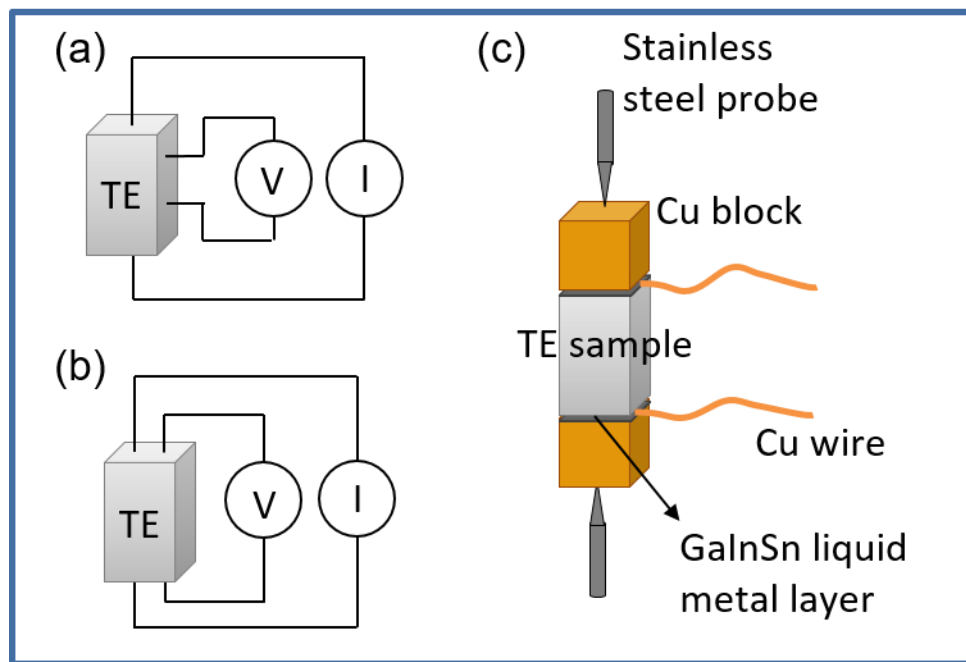 (a)
TE
V
I
(b)
TE
V
I
(c)
Stainless
steel probe
Cu block
TE sample
Cu wire
GaInSn liquid
metal layer